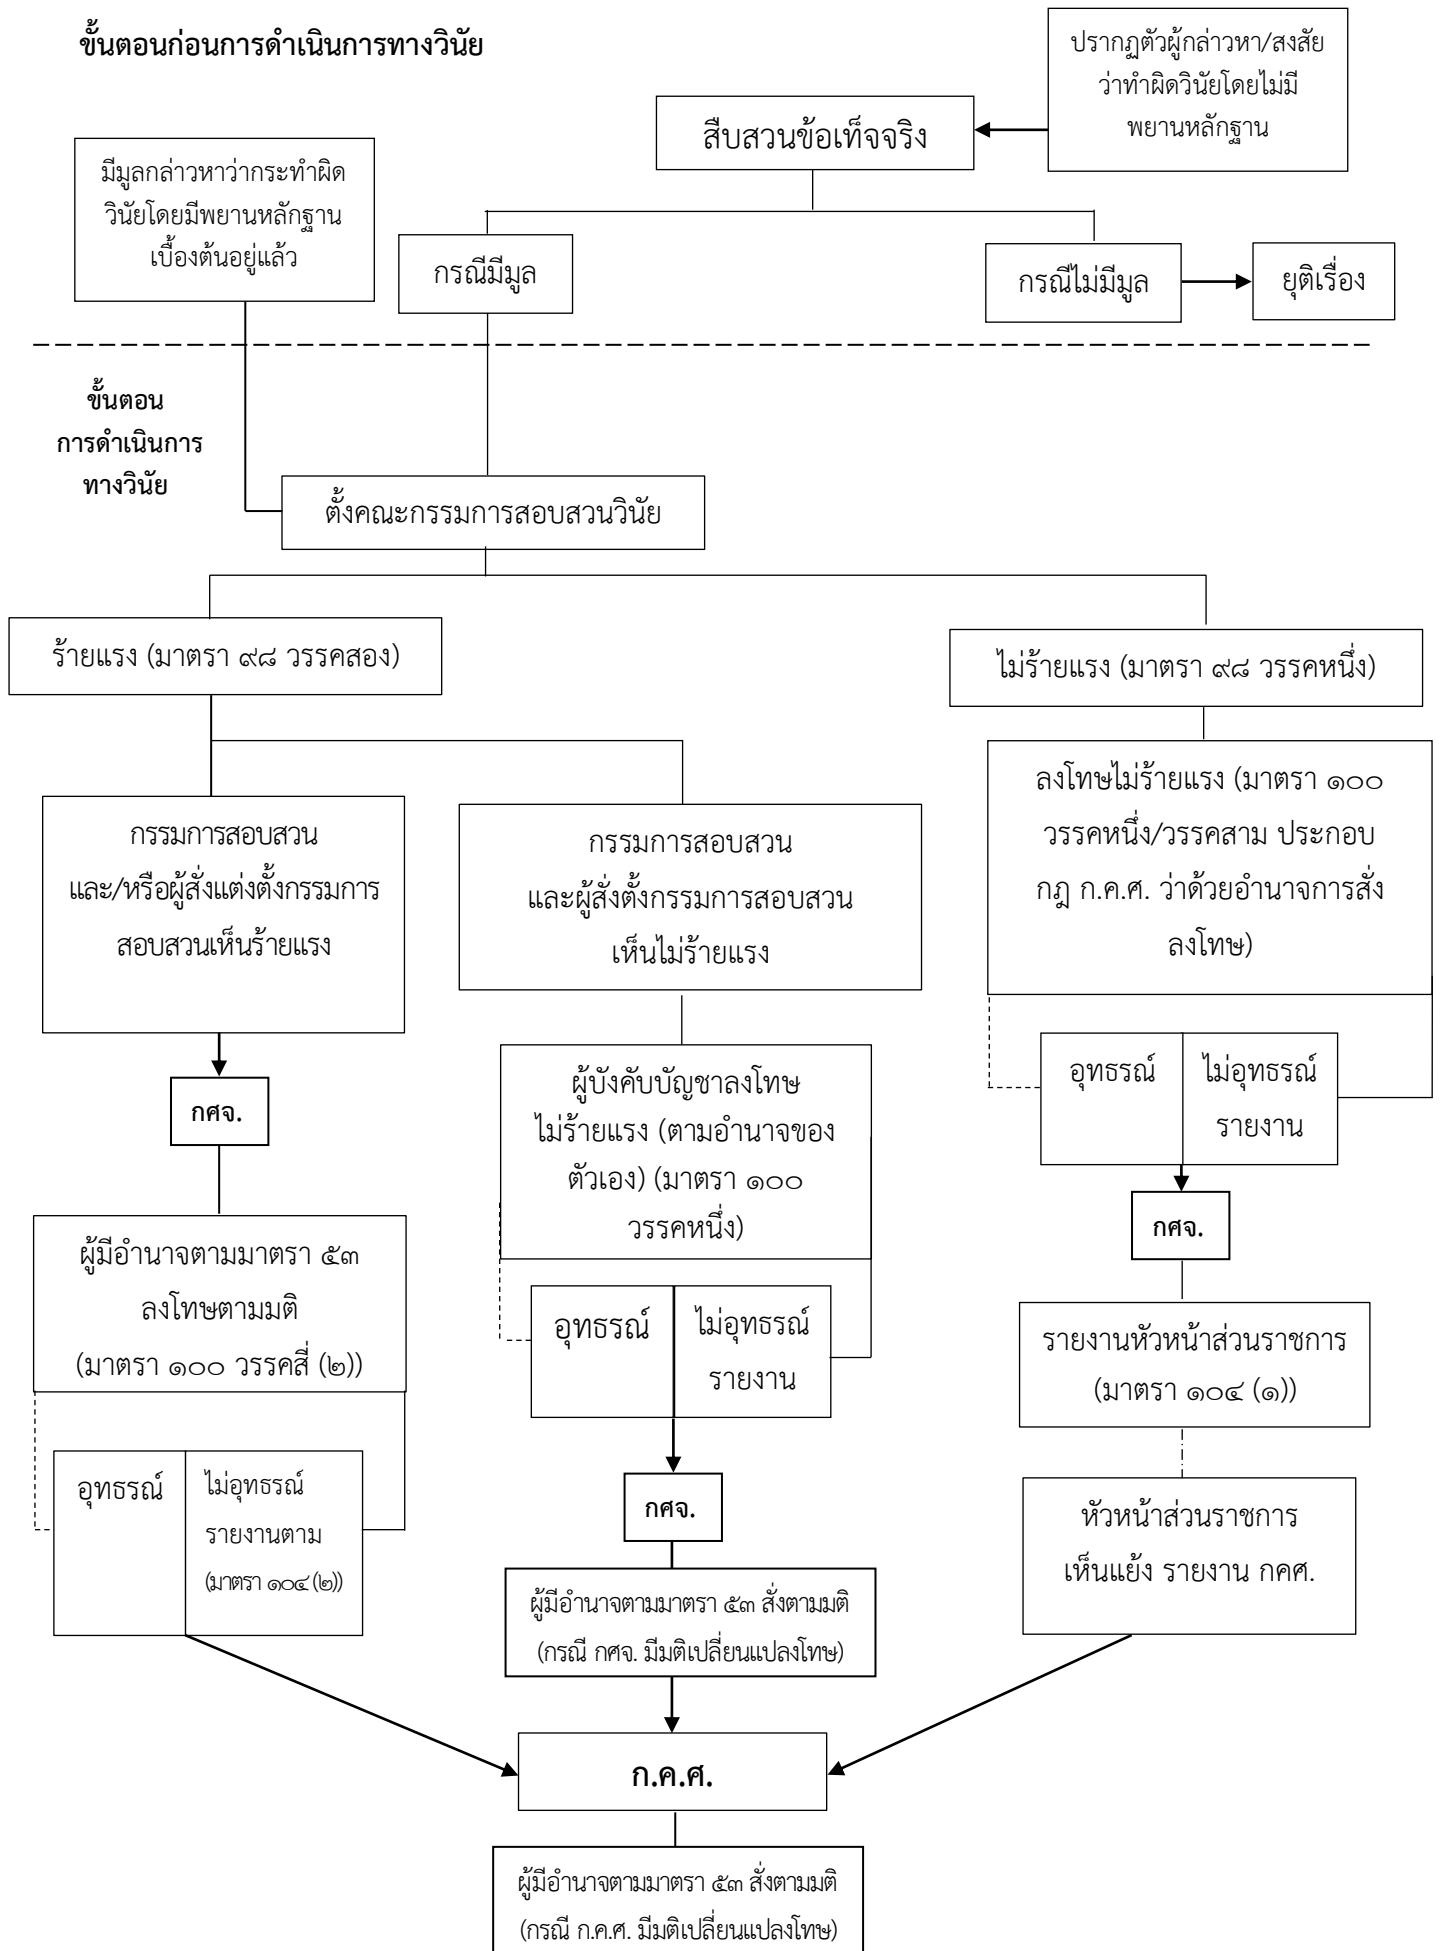 ขั้นตอนก่อนการดำเนินการทางวินัย
ปรากฏตัวผู้กล่าวหา/สงสัย
ว่าทำผิดวินัยโดยไม่มี
พยานหลักฐาน
สืบสวนข้อเท็จจริง
มีมูลกล่าวหาว่ากระทำผิด
วินัยโดยมีพยานหลักฐาน
เบื้องต้นอยู่แล้ว
กรณีมีมูล
กรณีไม่มีมูล
ยุติเรื่อง
ขั้นตอน
การดำเนินการ
ทางวินัย
ตั้งคณะกรรมการสอบสวนวินัย
ร้ายแรง (มาตรา ๙๘ วรรคสอง)
ไม่ร้ายแรง (มาตรา ๙๘ วรรคหนึ่ง)
กรรมการสอบสวน
และ/หรือผู้สั่งแต่งตั้งกรรมการ
สอบสวนเห็นร้ายแรง
กรรมการสอบสวน
และผู้สั่งตั้งกรรมการสอบสวน
เห็นไม่ร้ายแรง
ลงโทษไม่ร้ายแรง (มาตรา ๑๐๐
วรรคหนึ่ง/วรรคสาม ประกอบ
กฎ ก.ค.ศ. ว่าด้วยอำนาจการสั่ง
ลงโทษ)
กศจ.
ผู้บังคับบัญชาลงโทษ
ไม่ร้ายแรง (ตามอำนาจของ
ตัวเอง) (มาตรา ๑๐๐
วรรคหนึ่ง)
อุทธรณ์
ไม่อุทธรณ์
รายงาน
กศจ.
ผู้มีอำนาจตามมาตรา ๕๓
ลงโทษตามมติ
(มาตรา ๑๐๐ วรรคสี่ (๒))
อุทธรณ์
ไม่อุทธรณ์
รายงาน
รายงานหัวหน้าส่วนราชการ
(มาตรา ๑๐๔ (๑))
อุทธรณ์
ไม่อุทธรณ์
รายงานตาม
(มาตรา ๑๐๔ (๒))
กศจ.
หัวหน้าส่วนราชการ
เห็นแย้ง รายงาน กคศ.
ผู้มีอำนาจตามมาตรา ๕๓ สั่งตามมติ
(กรณี กศจ. มีมติเปลี่ยนแปลงโทษ)
ก.ค.ศ.
ผู้มีอำนาจตามมาตรา ๕๓ สั่งตามมติ
(กรณี ก.ค.ศ. มีมติเปลี่ยนแปลงโทษ)